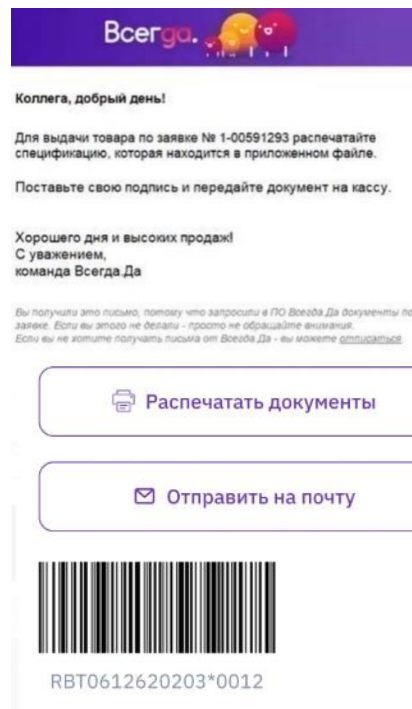 Всегда.
Коллега, добрый день!
Для выдачи товара по заявке № 1-00591293 распечатайте
спецификацию, которая находится в приложенном файле.
Поставьте свою подпись и передайте документ на кассу.
Хорошего дня и высоких продаж!
С уважением,
команда Всегда.Да
Вы получили это письмо, потому что запросили в ПО Всегда.Да документы по
заявке. Если вы этого не делали - просто не обращайте внимания.
Если вы не хотите получать письма от Всегда.Да - вы можете отписаться
Распечатать документы
Отправить на почту
RBT0612620203*0012